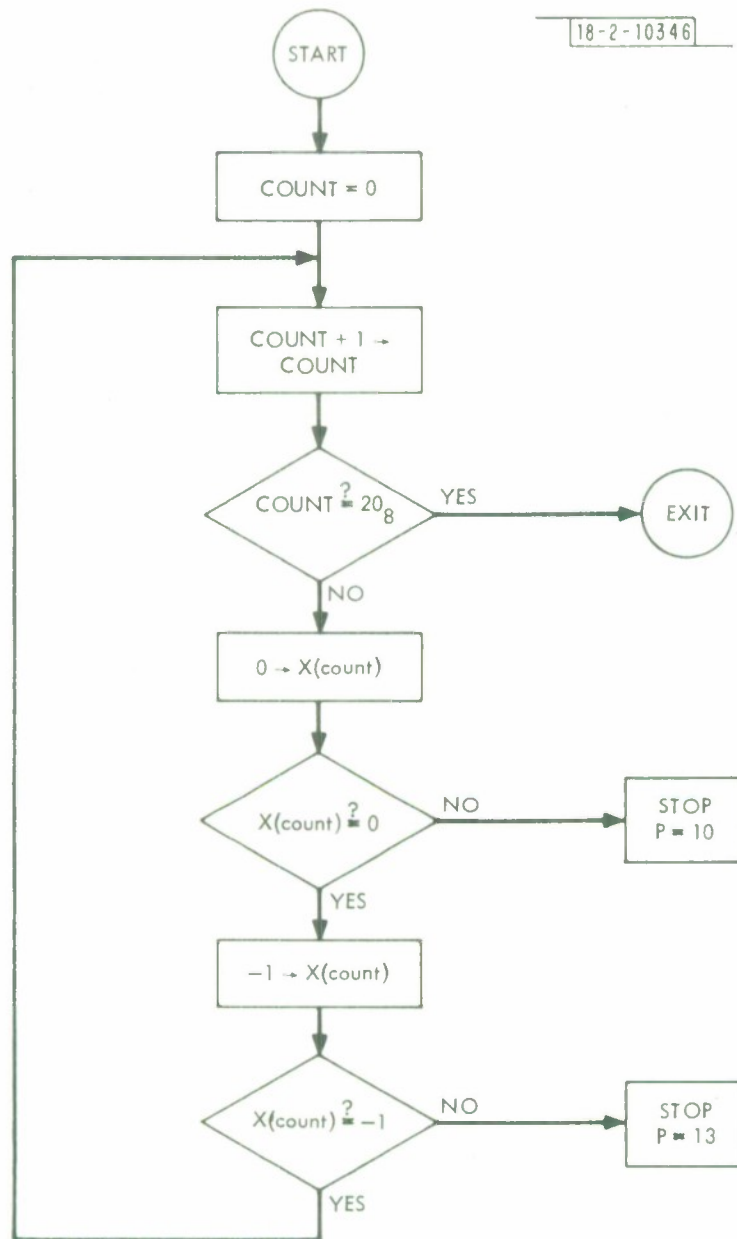 18-2-10346
START
COUNT = 0
COUNT + 1 →
COUNT
COUNT ≟ 20₈
YES
EXIT
NO
0 → X(count)
X(count) ≟ 0
NO
STOP
P = 10
YES
-1 → X(count)
X(count) ≟ -1
NO
STOP
P = 13
YES